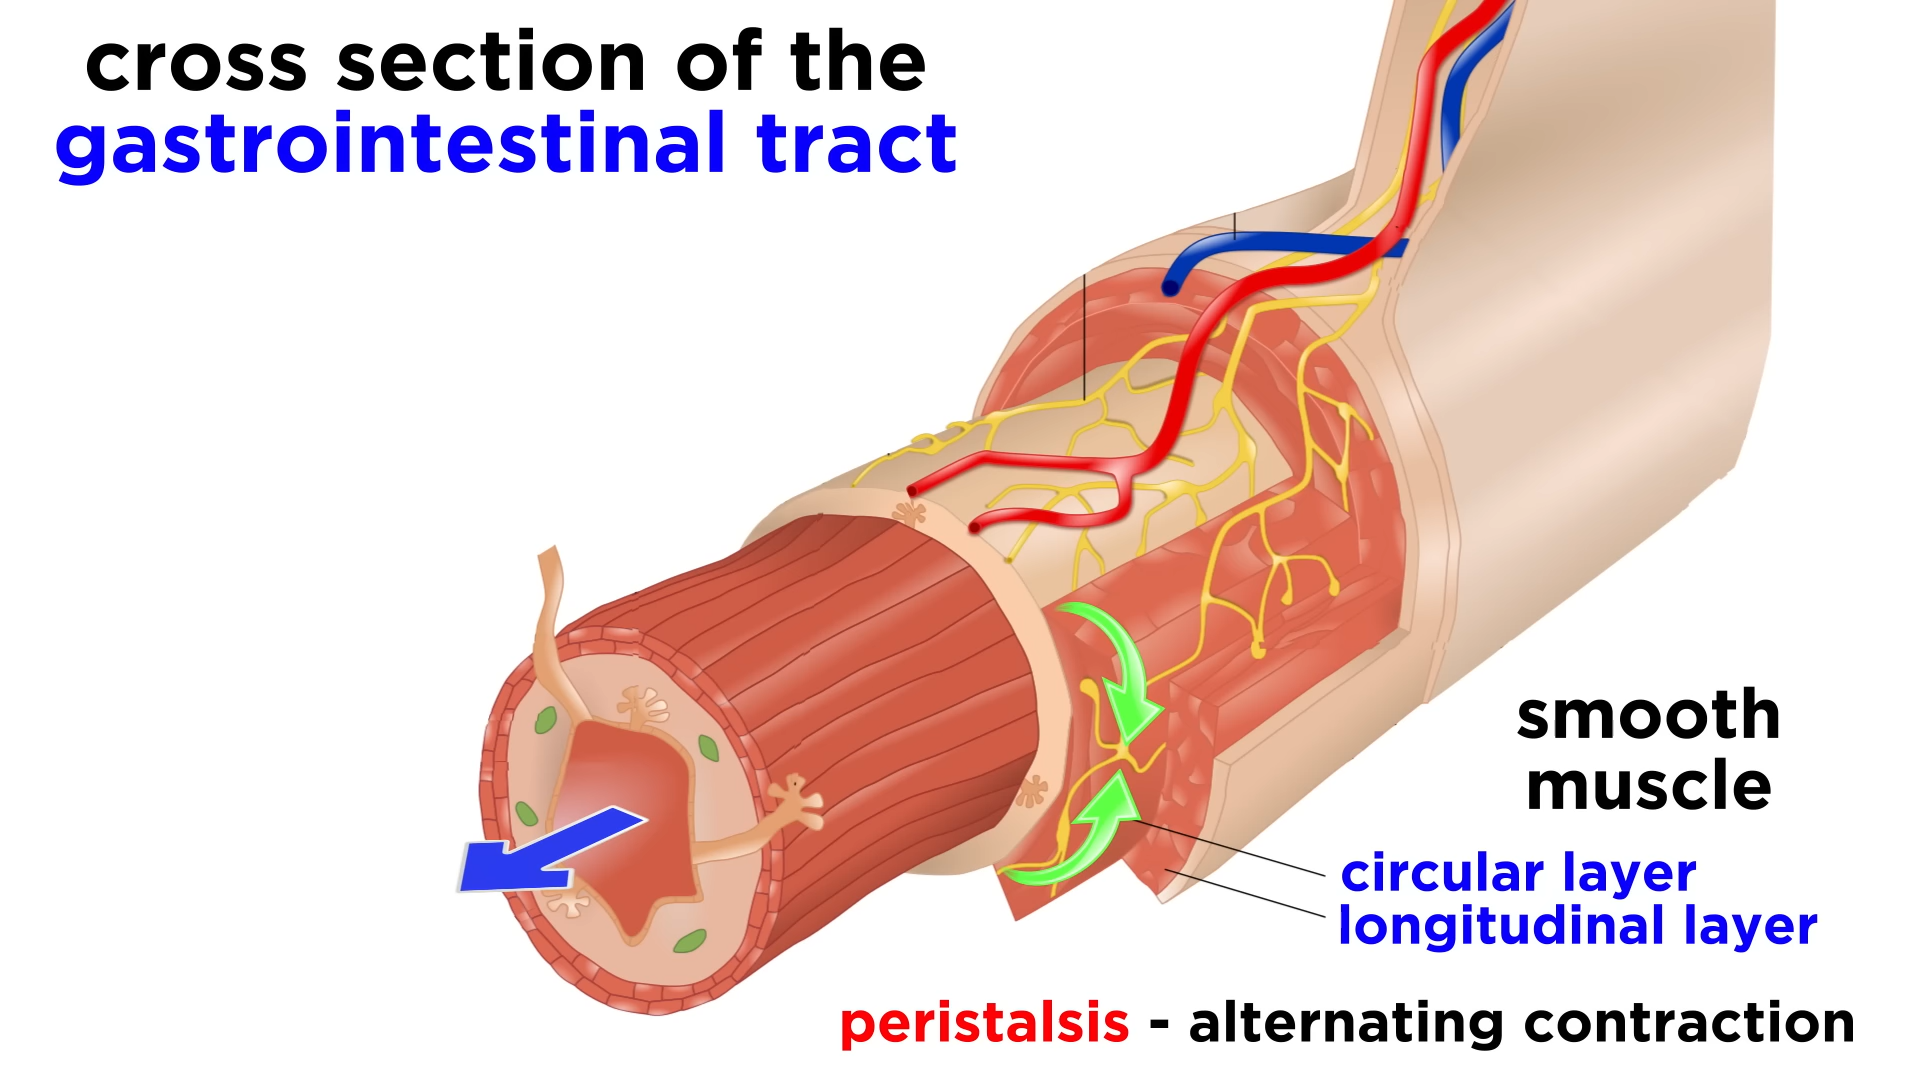 cross section of the
gastrointestinal tract
smooth
muscle
circular layer
longitudinal layer
peristalsis - alternating contraction